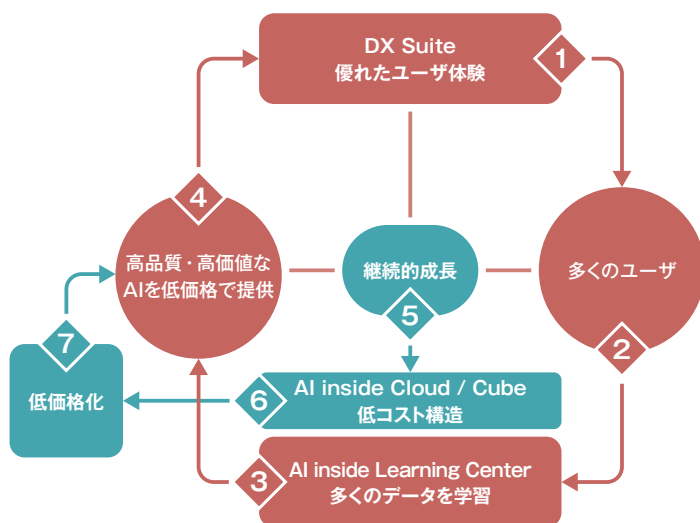 DX Suite
優れたユーザ体験
1
4
高品質・高価値な
AIを低価格で提供
継続的成長
5
多くのユーザ
2
7
低価格化
6
AI inside Cloud / Cube
低コスト構造
3
AI inside Learning Center
多くのデータを学習